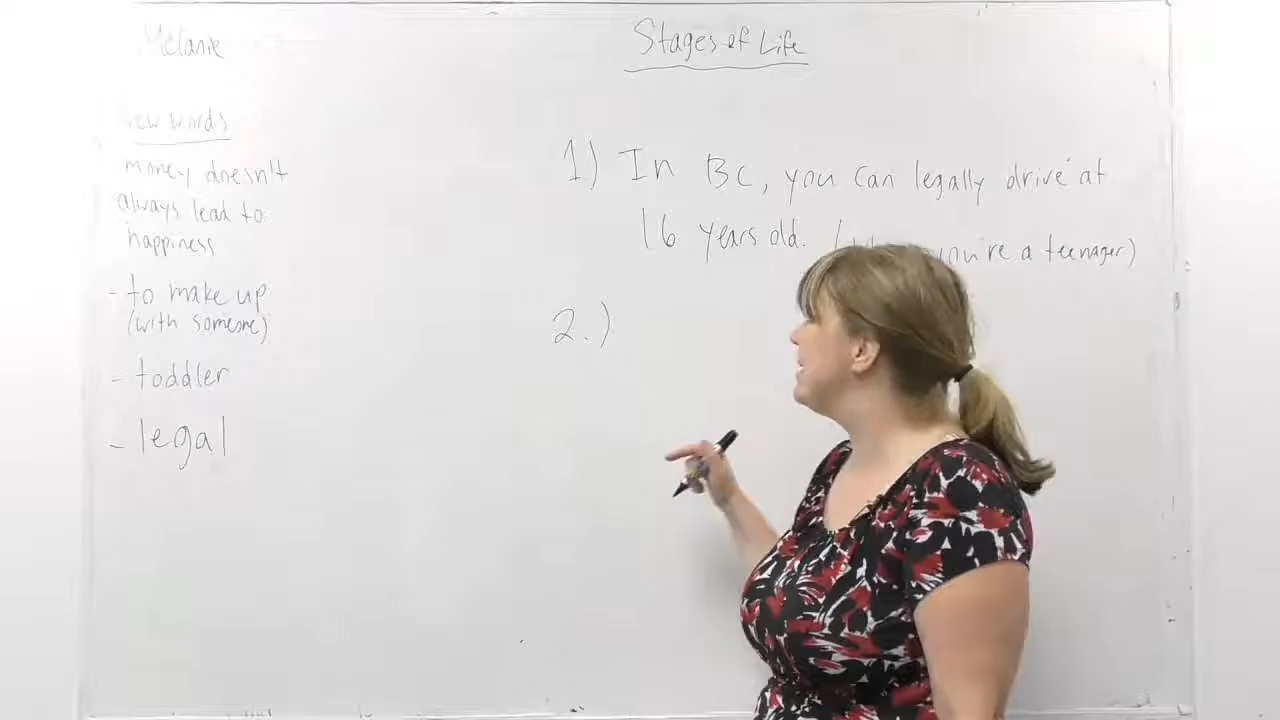 Melanie
Stages of Life
new words
money doesn't
always lead to
happiness
- to make up
(with someone)
- toddler
- legal
1) In BC, you can legally drive at
16 years old. ( you're a teenager)
2.)